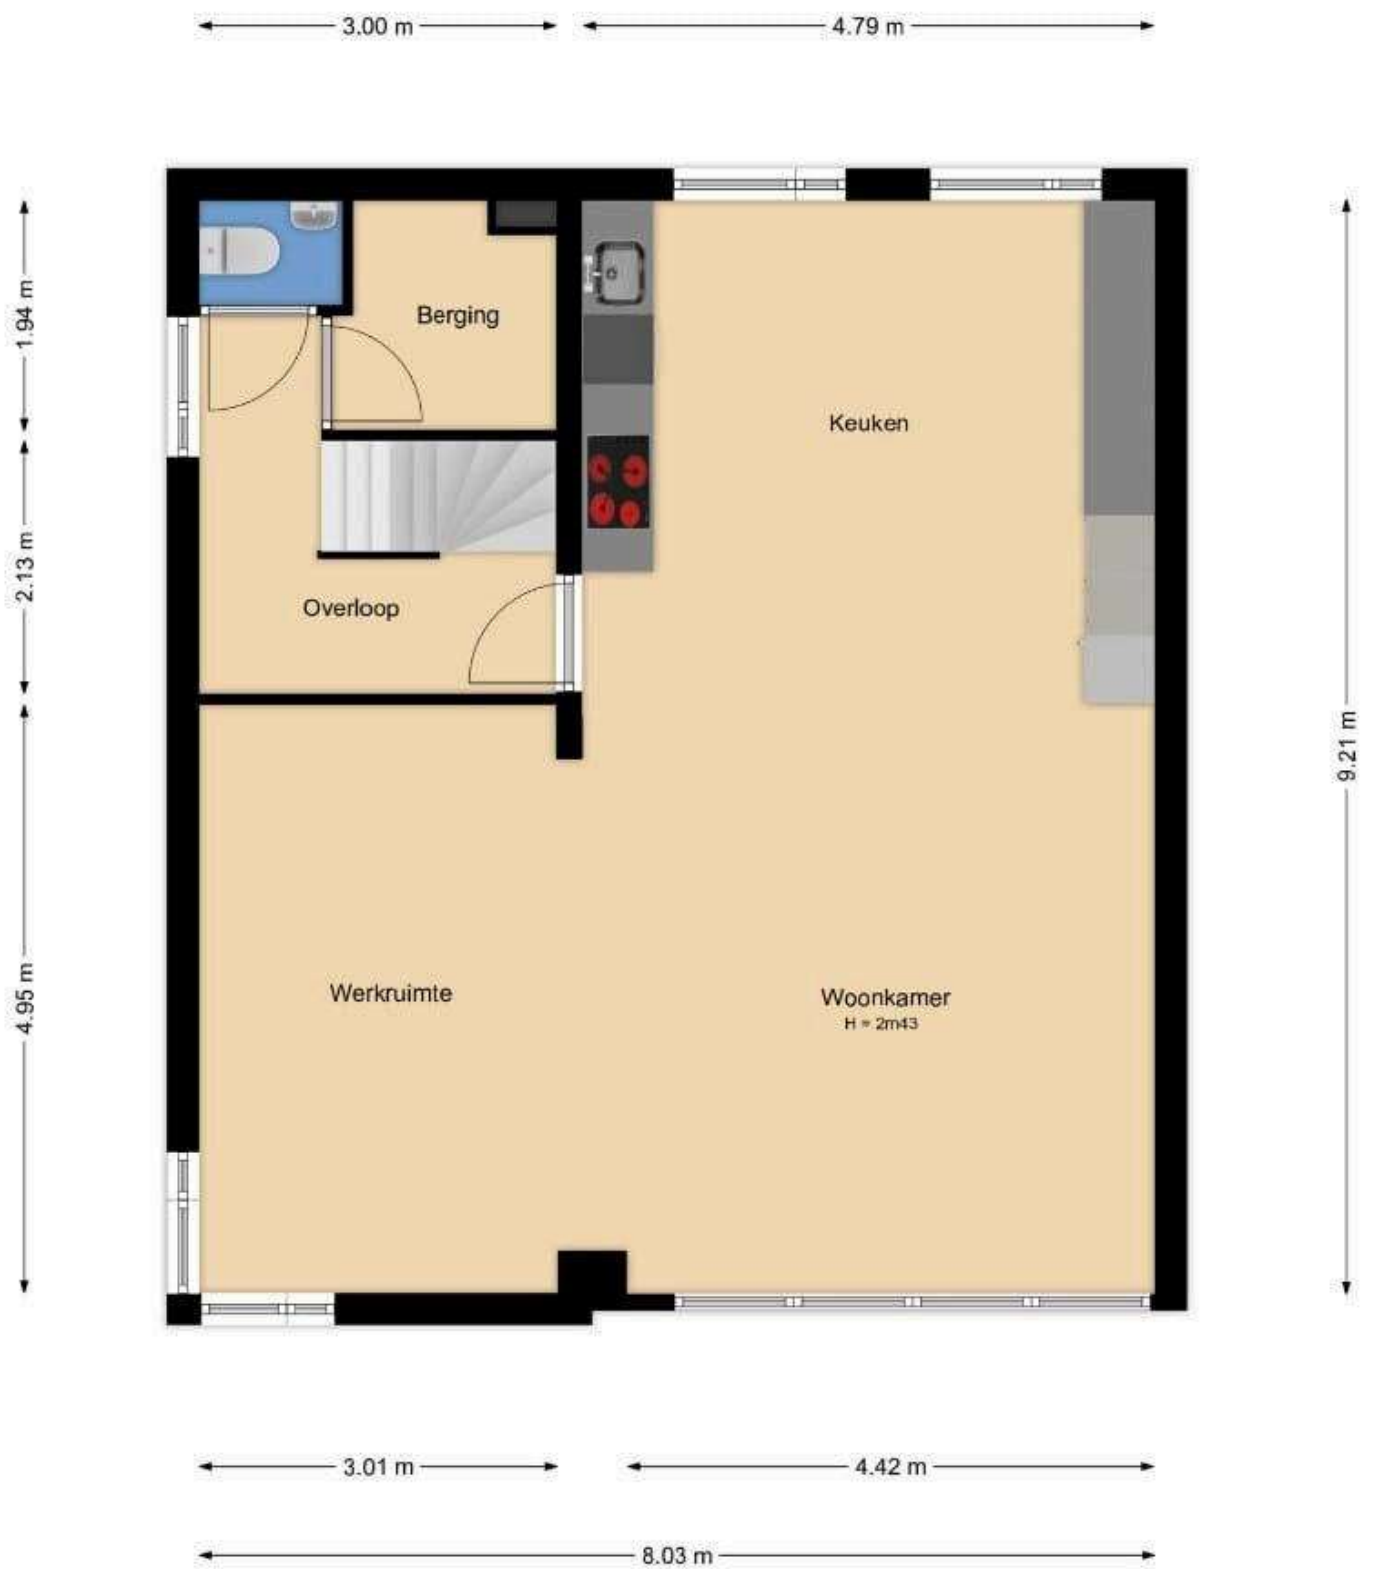 3.00 m
4.79 m
1.94 m
Berging
Keuken
2.13 m
Overloop
9.21 m
4.95 m
Werkruimte
Woonkamer
H = 2m43
3.01 m
4.42 m
8.03 m